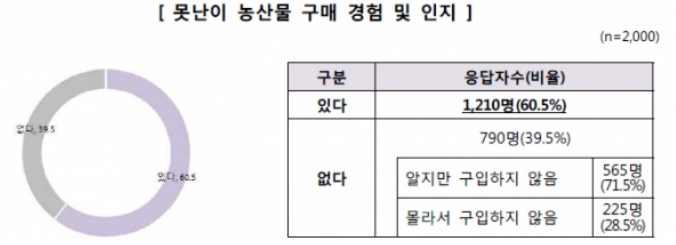 [ 못난이 농산물 구매 경험 및 인지 ]
(n=2,000)
없다, 39.5
있다, 60.5
구분 응답자수(비율)
있다 1,210명(60.5%)
없다 790명(39.5%)
알지만 구입하지 않음 565명
(71.5%)
몰라서 구입하지 않음 225명
(28.5%)